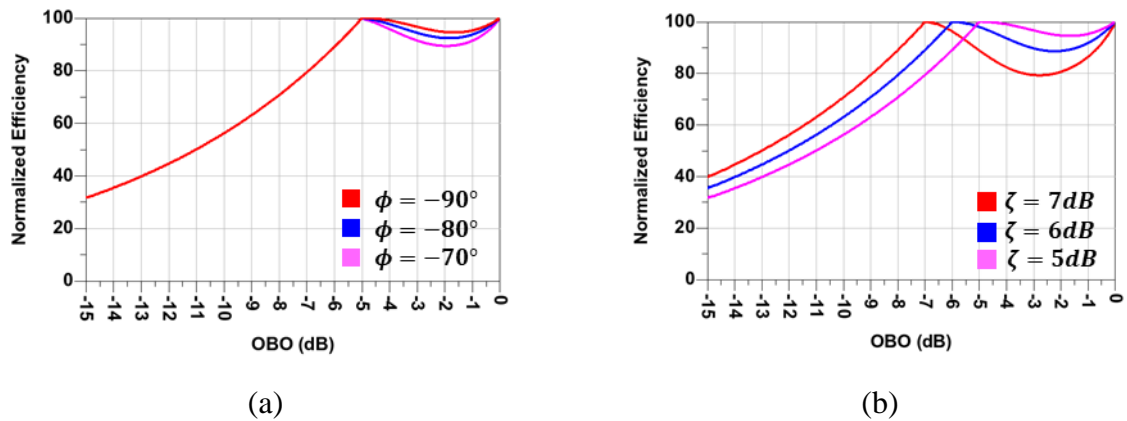 100
80
60
40
20
0
Normalized Efficiency
ϕ = −90°
ϕ = −80°
ϕ = −70°
-15 -14 -13 -12 -11 -10 -9 -8 -7 -6 -5 -4 -3 -2 -1 0
OBO (dB)
(a)
100
80
60
40
20
0
Normalized Efficiency
ζ = 7dB
ζ = 6dB
ζ = 5dB
-15 -14 -13 -12 -11 -10 -9 -8 -7 -6 -5 -4 -3 -2 -1 0
OBO (dB)
(b)